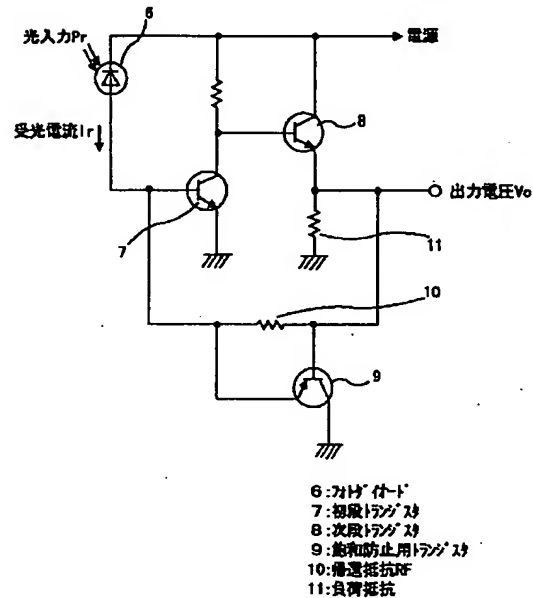 6
光入力Pr
電源
8
受光電流Ir
出力電圧Vo
7
11
10
9
6:フォトダイオード
7:初段トランジスタ
8:次段トランジスタ
9:飽和防止用トランジスタ
10:帰還抵抗RF
11:負荷抵抗